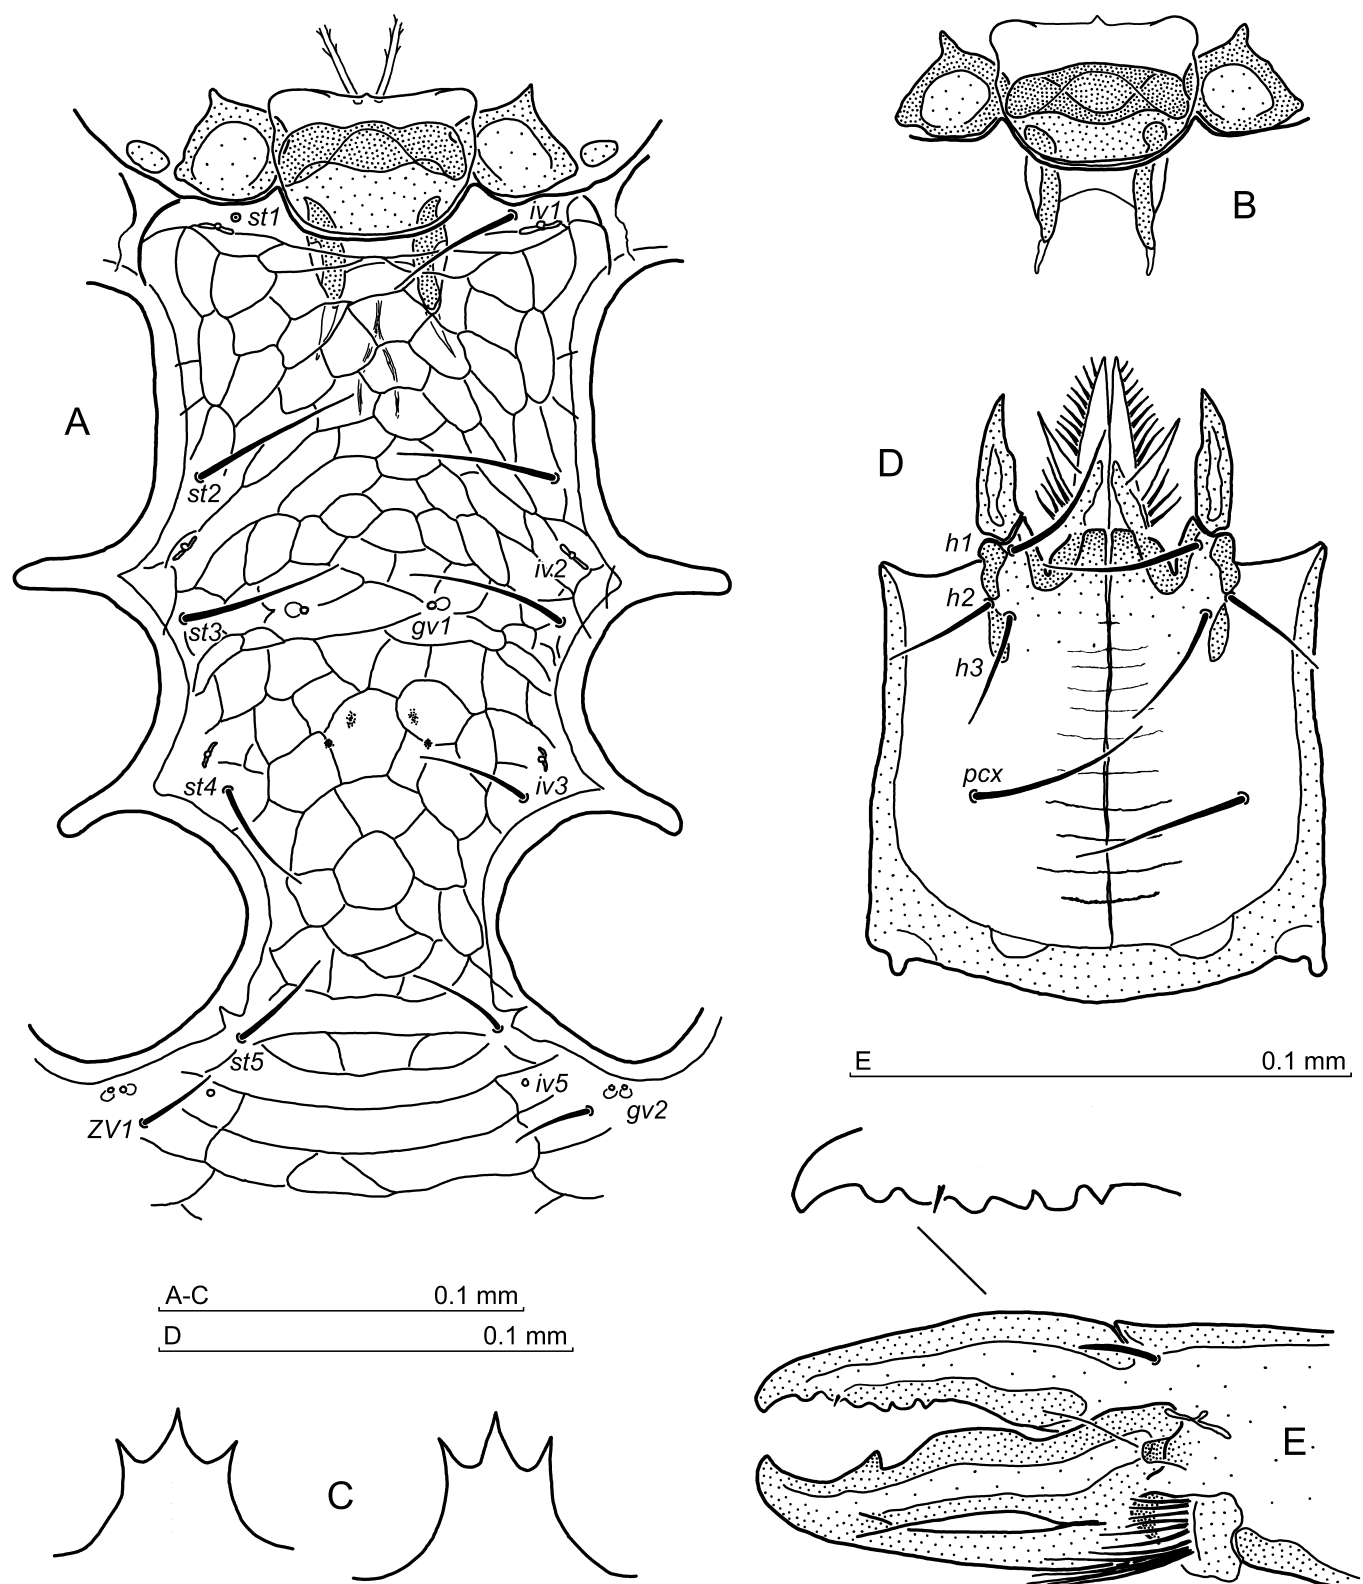 A
st1
iv1
st2
iv2
st3
gv1
st4
iv3
st5
iv5
ZV1
gv2
B
D
h1
h2
h3
pcx
E 0.1 mm
A-C 0.1 mm
D 0.1 mm
C
E